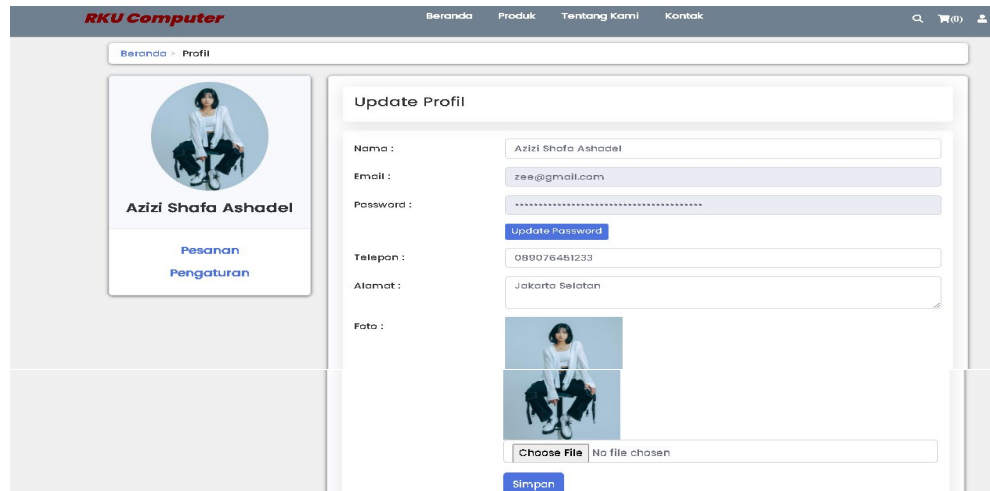 RKU Computer Beranda Produk Tentang Kami Kontak (0)
Beranda > Profil
Azizi Shafa Ashadel
Pesanan
Pengaturan
Update Profil
Nama : Azizi Shafa Ashadel
Email : zee@gmail.com
Password : ••••••••••••••••••••••••••••••••••••••••
Update Password
Telepon : 089076451233
Alamat : Jakarta Selatan
Foto :
Choose File No file chosen
Simpan